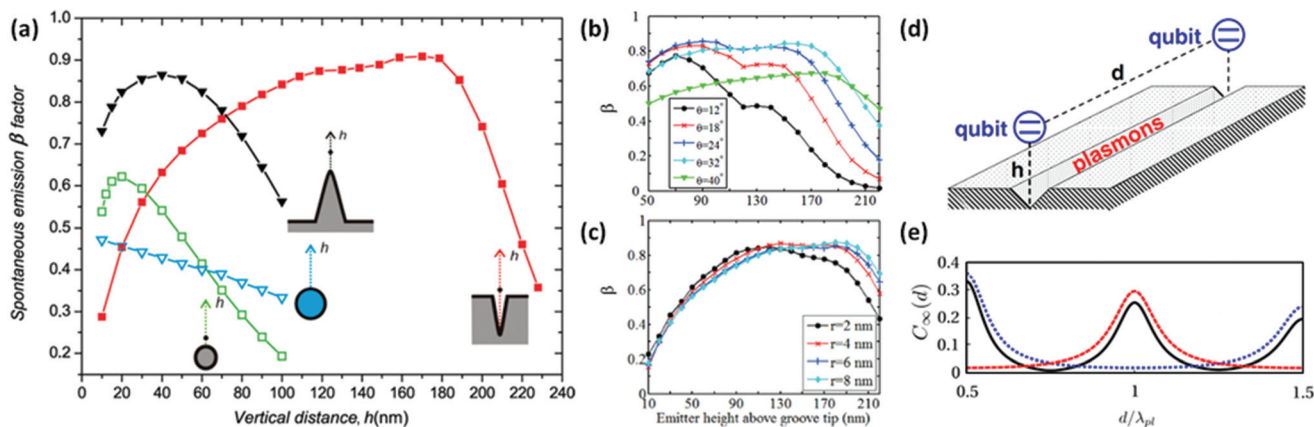 (a)
Spontaneous emission β factor
1.0
0.9
0.8
0.7
0.6
0.5
0.4
0.3
0.2
h
h
h
h
0 20 40 60 80 100 120 140 160 180 200 220 240
Vertical distance, h(nm)
(b)
β
1
0.8
0.6
0.4
0.2
0
θ=12°
θ=18°
θ=24°
θ=32°
θ=40°
50 70 90 110 130 150 170 190 210
(c)
β
1
0.8
0.6
0.4
0.2
0
r=2 nm
r=4 nm
r=6 nm
r=8 nm
10 50 90 130 170 210
Emitter height above groove tip (nm)
(d)
qubit
d
qubit
h
plasmons
(e)
C∞(d)
0.4
0.3
0.2
0.1
0
0.5 1 1.5
d/λpl